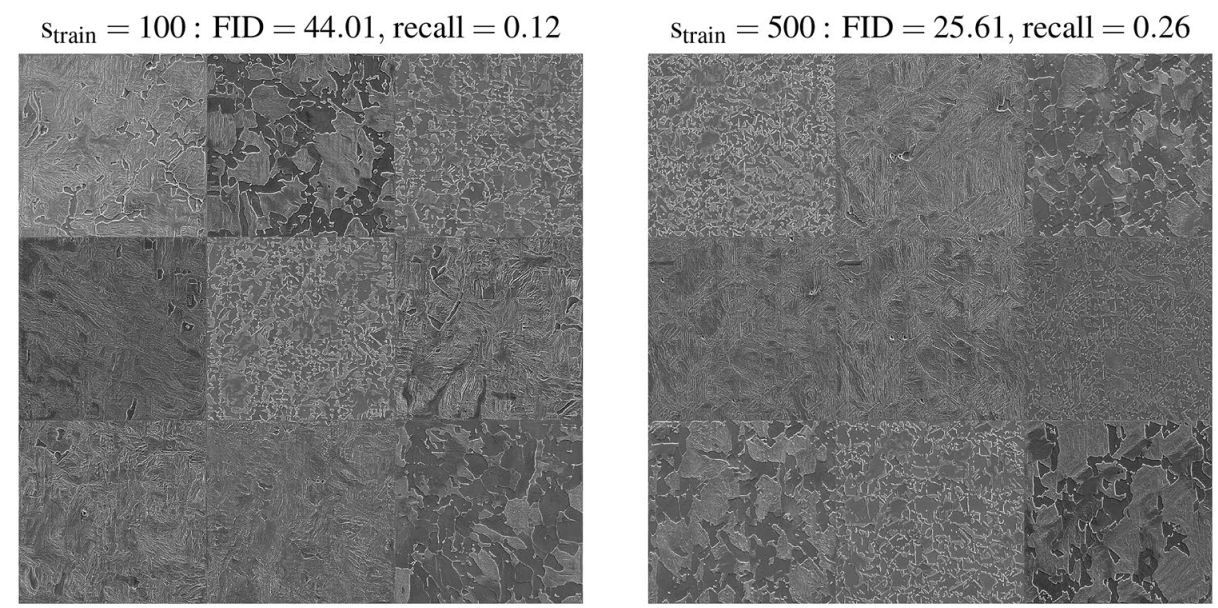 s_train = 100 : FID = 44.01, recall = 0.12
s_train = 500 : FID = 25.61, recall = 0.26